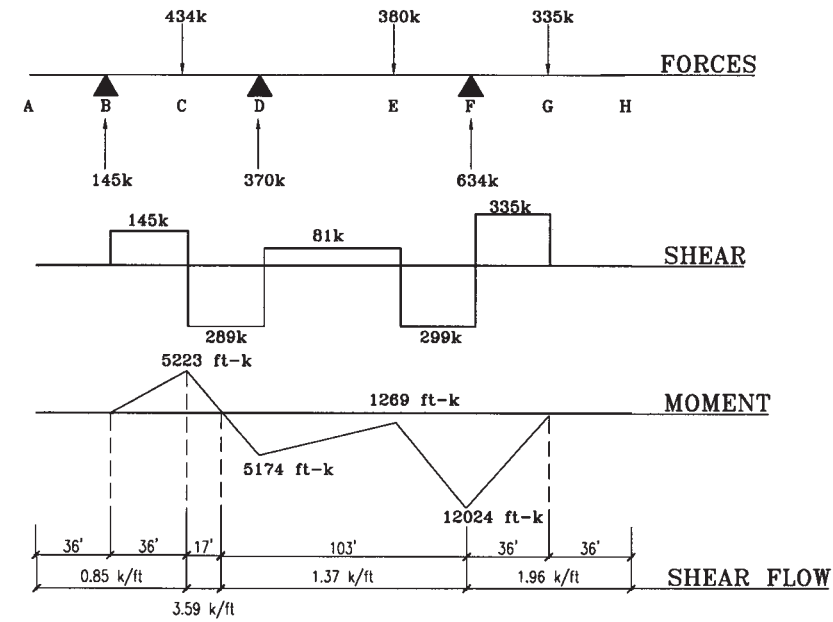 434k 380k 335k
FORCES
A B C D E F G H
145k 370k 634k
145k 81k 335k
SHEAR
289k 299k
5223 ft-k
1269 ft-k
MOMENT
5174 ft-k
12024 ft-k
36' 36' 17' 103' 36' 36'
0.85 k/ft 1.37 k/ft 1.96 k/ft SHEAR FLOW
3.59 k/ft